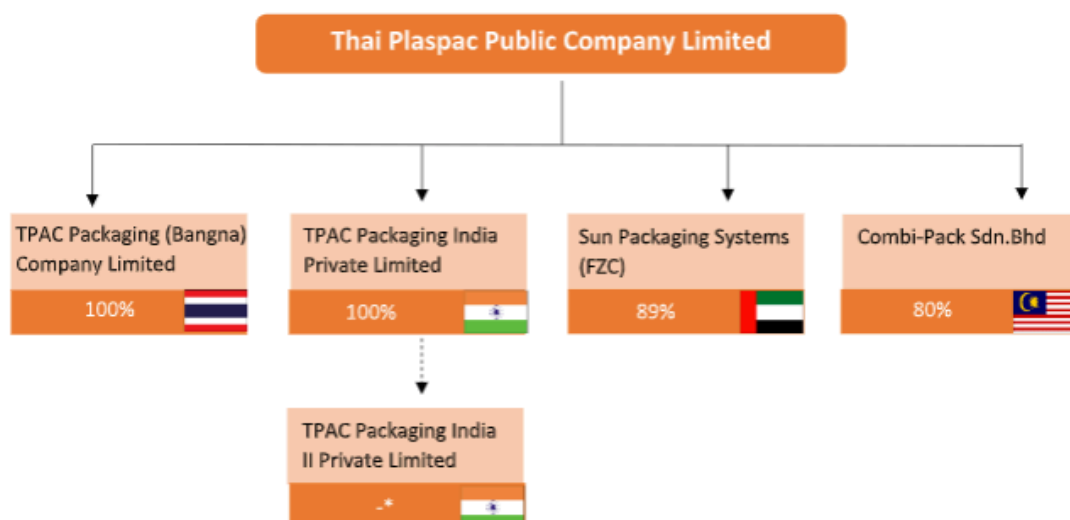 Thai Plaspac Public Company Limited
TPAC Packaging (Bangna)
Company Limited
100%
TPAC Packaging India
Private Limited
100%
Sun Packaging Systems
(FZC)
89%
Combi-Pack Sdn.Bhd
80%
TPAC Packaging India
II Private Limited
-*